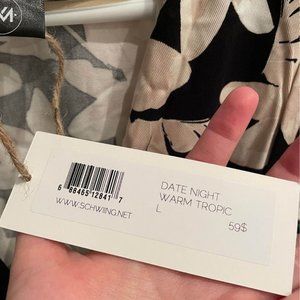 DATE NIGHT
WARM TROPIC
L
59$
6 88465 12841 7
WWW.SCHWIING.NET